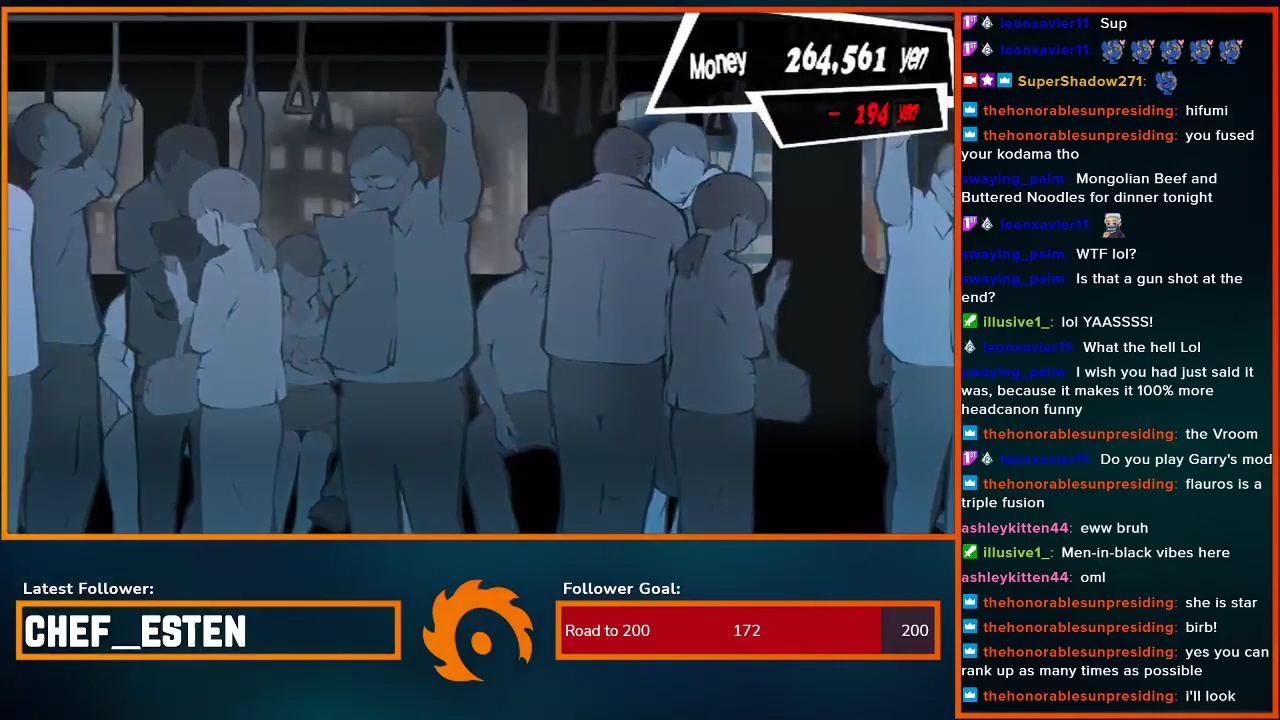 Money 264,561 yen
- 194 yen
leonxavier11 Sup
leonxavier11
SuperShadow271:
thehonorablesunpresiding: hifumi
thehonorablesunpresiding: you fused
your kodama tho
swaying_palm: Mongolian Beef and
Buttered Noodles for dinner tonight
leonxavier11
swaying_palm: WTF lol?
swaying_palm: Is that a gun shot at the
end?
illusive1_: lol YAASSSS!
leonxavier11 What the hell Lol
swaying_palm: I wish you had just said it
was, because it makes it 100% more
headcanon funny
thehonorablesunpresiding: the Vroom
leonxavier11 Do you play Garry's mod
thehonorablesunpresiding: flauros is a
triple fusion
ashleykitten44: eww bruh
illusive1_: Men-in-black vibes here
ashleykitten44: oml
thehonorablesunpresiding: she is star
thehonorablesunpresiding: birb!
thehonorablesunpresiding: yes you can
rank up as many times as possible
thehonorablesunpresiding: i'll look
Latest Follower:
CHEF_ESTEN
Follower Goal:
Road to 200 172 200